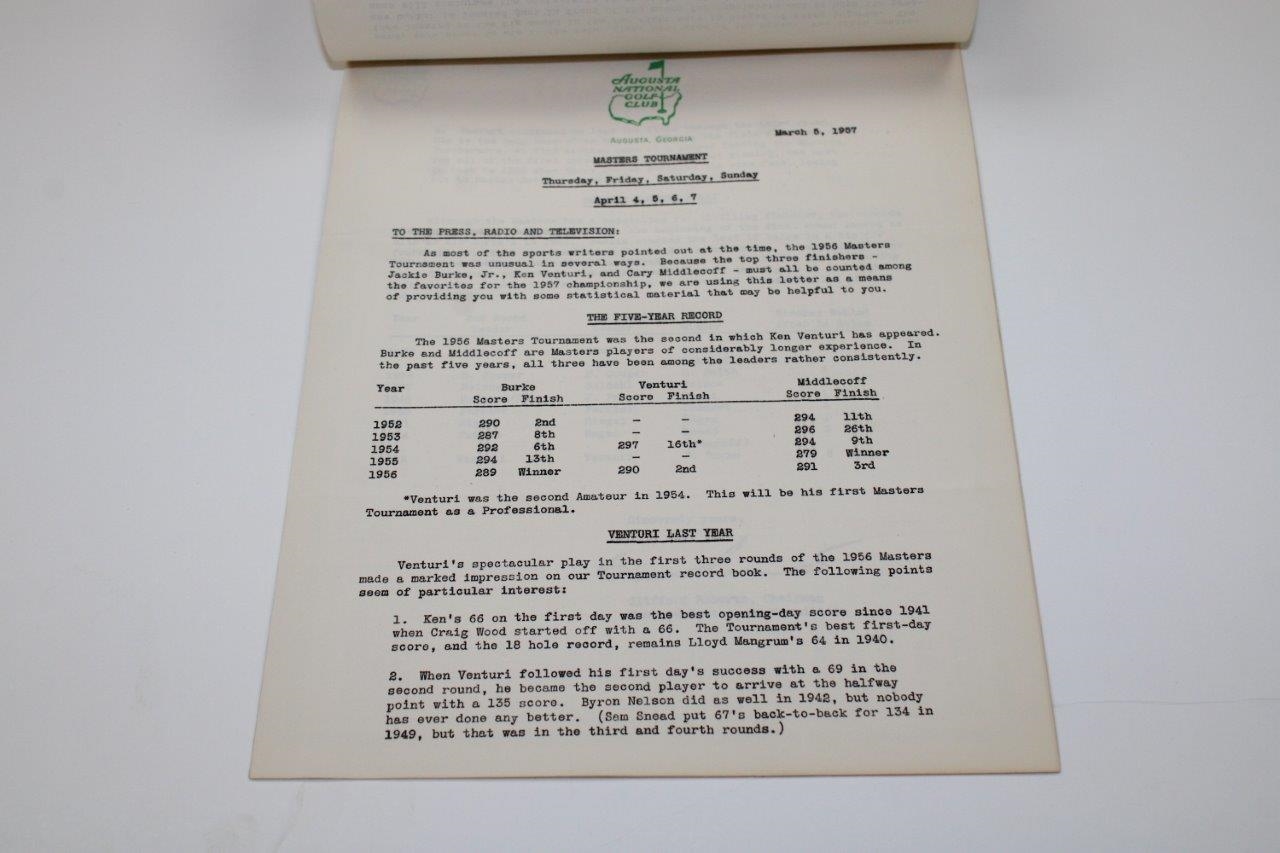 AUGUSTA
NATIONAL
GOLF
CLUB
AUGUSTA, GEORGIA
March 5, 1957
MASTERS TOURNAMENT
Thursday, Friday, Saturday, Sunday
April 4, 5, 6, 7
TO THE PRESS, RADIO AND TELEVISION:
As most of the sports writers pointed out at the time, the 1956 Masters
Tournament was unusual in several ways. Because the top three finishers -
Jackie Burke, Jr., Ken Venturi, and Cary Middlecoff - must all be counted among
the favorites for the 1957 championship, we are using this letter as a means
of providing you with some statistical material that may be helpful to you.
THE FIVE-YEAR RECORD
The 1956 Masters Tournament was the second in which Ken Venturi has appeared.
Burke and Middlecoff are Masters players of considerably longer experience. In
the past five years, all three have been among the leaders rather consistently.
Year Burke Venturi Middlecoff
Score Finish Score Finish Score Finish
1952 290 2nd - - 294 11th
1953 287 8th - - 296 26th
1954 292 6th 297 16th* 294 9th
1955 294 13th - - 279 Winner
1956 289 Winner 290 2nd 291 3rd
*Venturi was the second Amateur in 1954. This will be his first Masters
Tournament as a Professional.
VENTURI LAST YEAR
Venturi's spectacular play in the first three rounds of the 1956 Masters
made a marked impression on our Tournament record book. The following points
seem of particular interest:
1. Ken's 66 on the first day was the best opening-day score since 1941
when Craig Wood started off with a 66. The Tournament's best first-day
score, and the 18 hole record, remains Lloyd Mangrum's 64 in 1940.
2. When Venturi followed his first day's success with a 69 in the
second round, he became the second player to arrive at the halfway
point with a 135 score. Byron Nelson did as well in 1942, but nobody
has ever done any better. (Sam Snead put 67's back-to-back for 134 in
1949, but that was in the third and fourth rounds.)